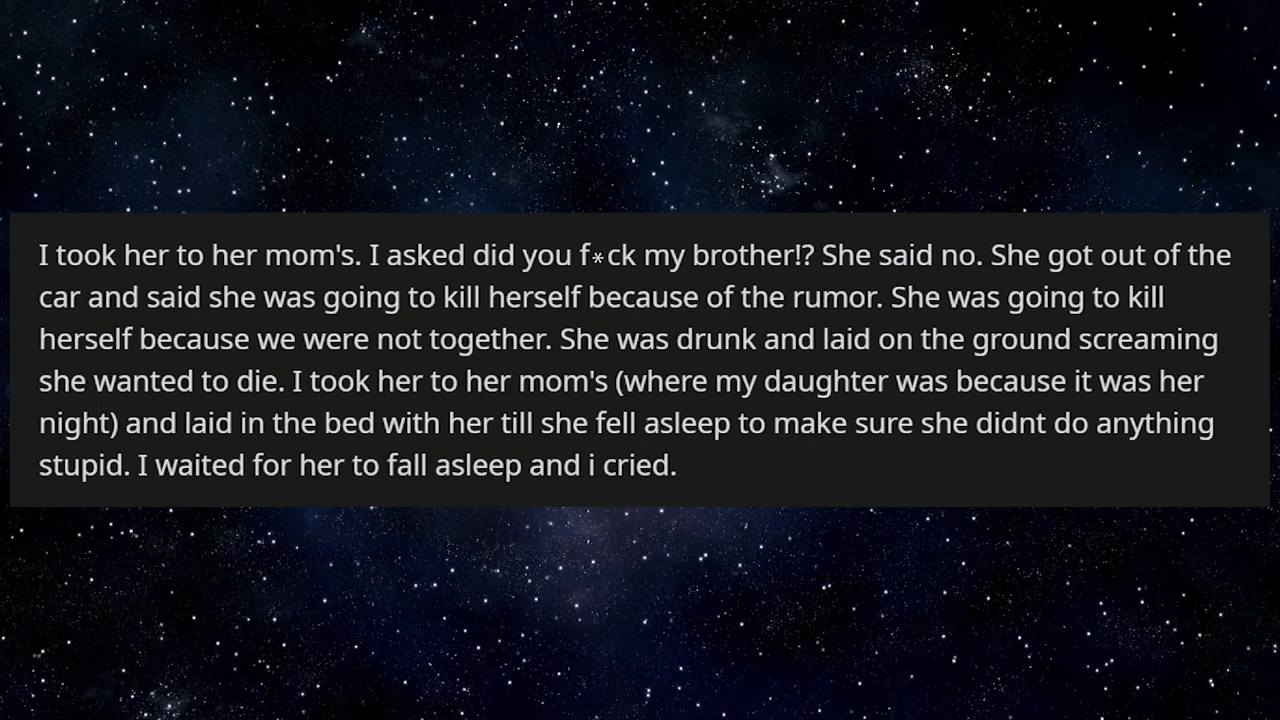 I took her to her mom's. I asked did you f*ck my brother!? She said no. She got out of the
car and said she was going to kill herself because of the rumor. She was going to kill
herself because we were not together. She was drunk and laid on the ground screaming
she wanted to die. I took her to her mom's (where my daughter was because it was her
night) and laid in the bed with her till she fell asleep to make sure she didnt do anything
stupid. I waited for her to fall asleep and i cried.